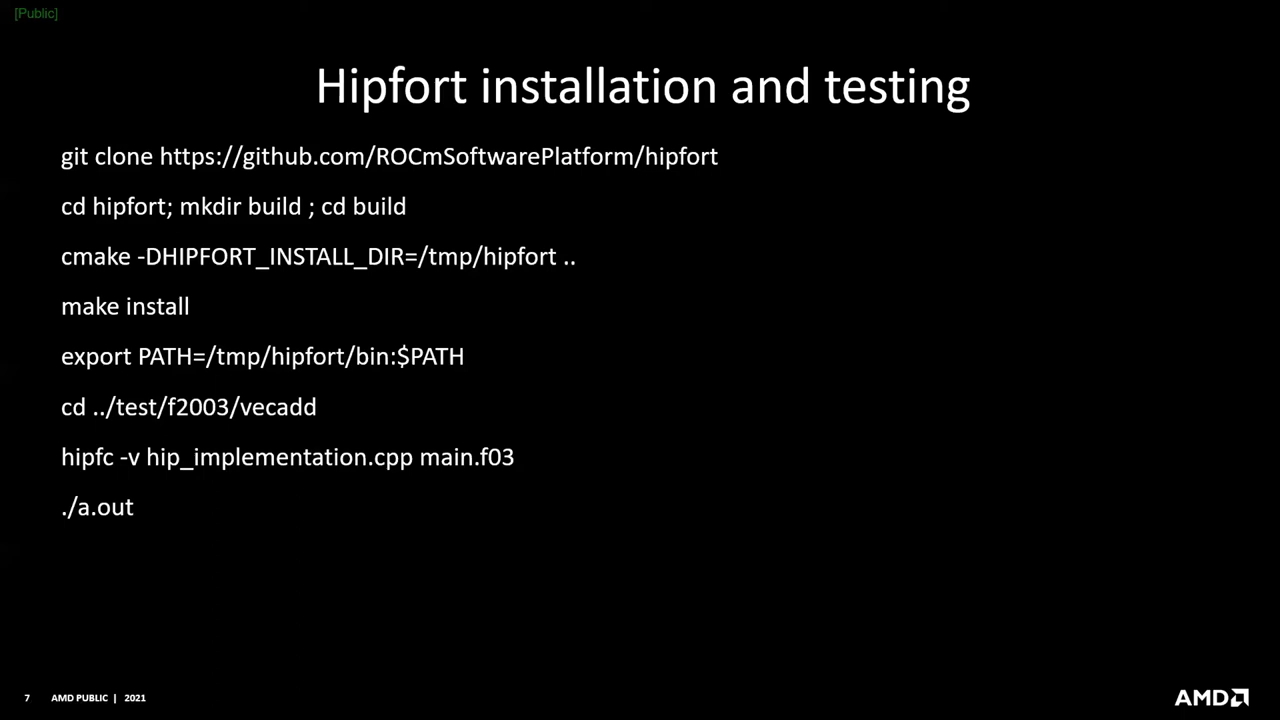 [Public]
Hipfort installation and testing
git clone https://github.com/ROCmSoftwarePlatform/hipfort
cd hipfort; mkdir build ; cd build
cmake -DHIPFORT_INSTALL_DIR=/tmp/hipfort ..
make install
export PATH=/tmp/hipfort/bin:$PATH
cd ../test/f2003/vecadd
hipfc -v hip_implementation.cpp main.f03
./a.out
7 AMD PUBLIC | 2021
AMD